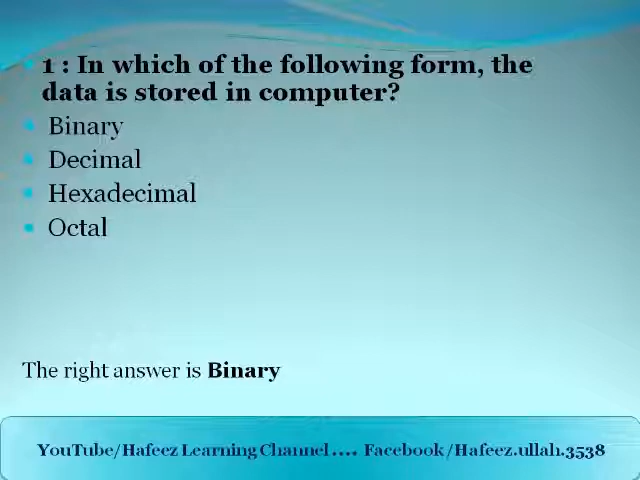 1 : In which of the following form, the
data is stored in computer?
Binary
Decimal
Hexadecimal
Octal
The right answer is Binary
YouTube/Hafeez Learning Channel .... Facebook/Hafeez.ullah.3538